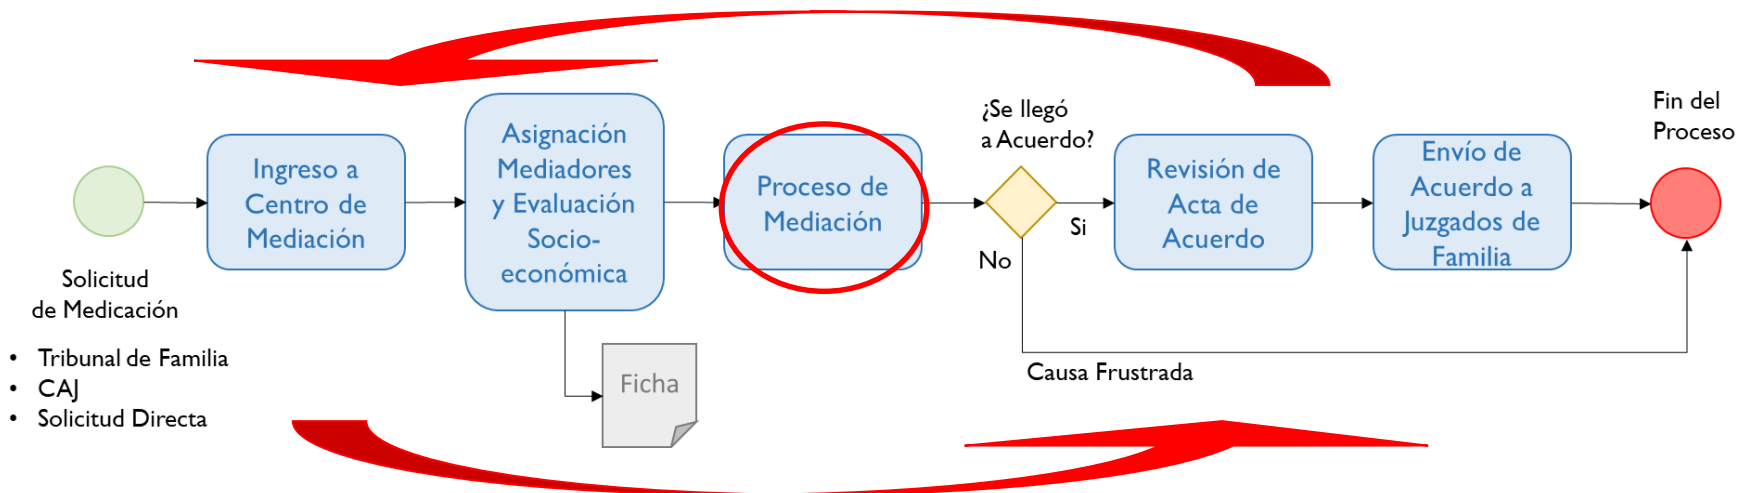 Solicitud
de Medicación
• Tribunal de Familia
• CAJ
• Solicitud Directa
Ingreso a
Centro de
Mediación
Asignación
Mediadores
y Evaluación
Socio-
económica
Ficha
Proceso de
Mediación
¿Se llegó
a Acuerdo?
Si
No
Causa Frustrada
Revisión de
Acta de
Acuerdo
Envío de
Acuerdo a
Juzgados de
Familia
Fin del
Proceso